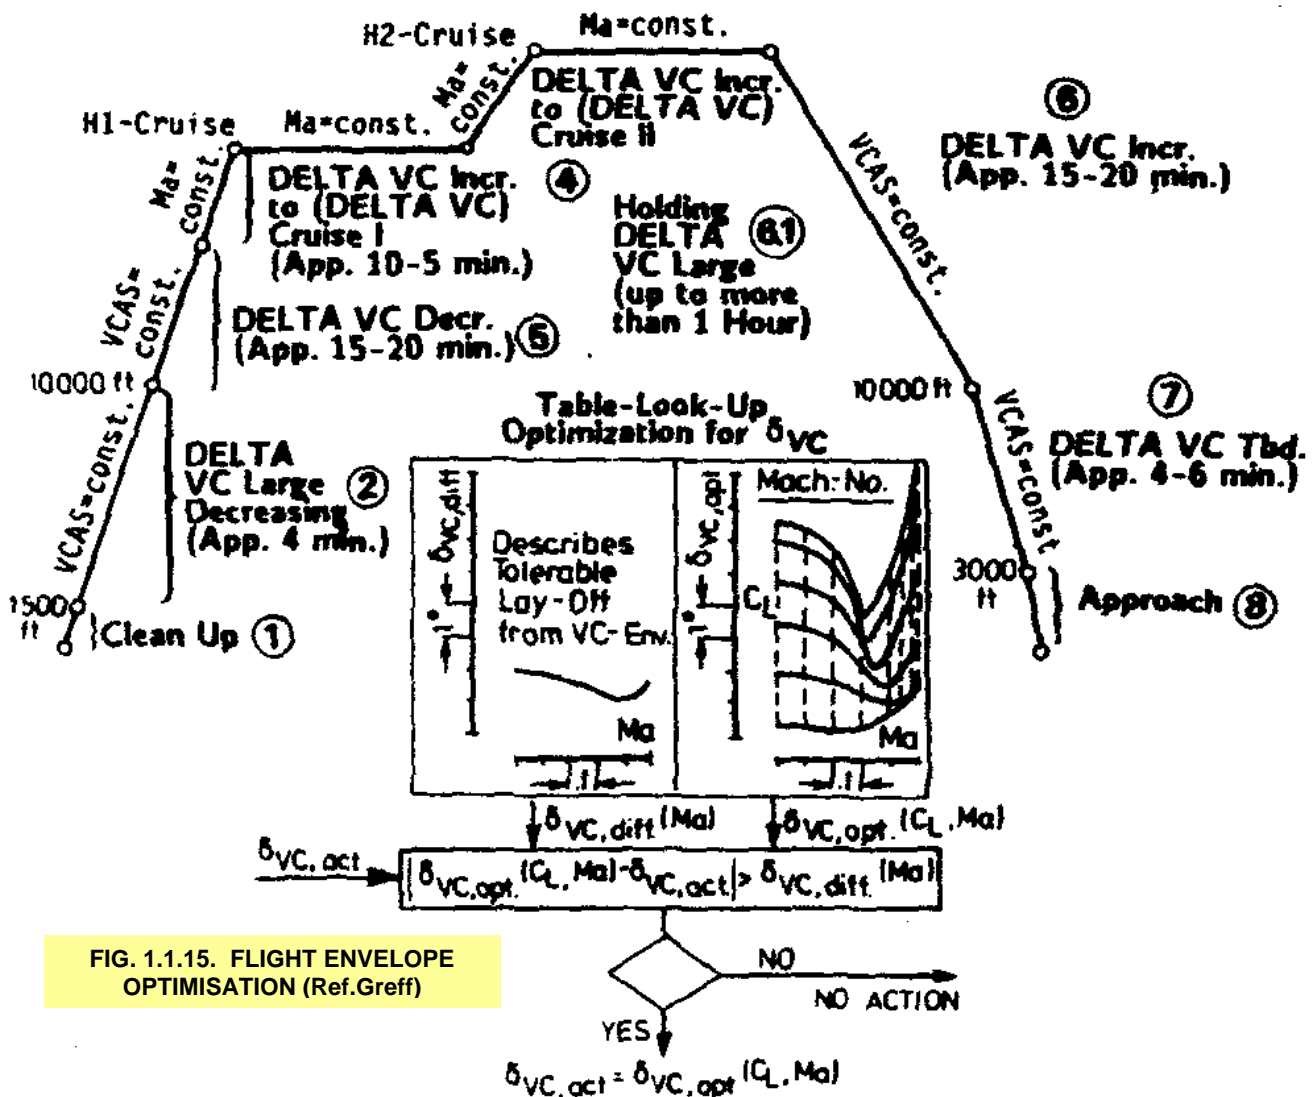 H2-Cruise
Ma=const.
Ma=
const.
DELTA VC Incr.
to (DELTA VC)
Cruise II
H1-Cruise
Ma=const.
Ma=
const.
DELTA VC Incr.
to (DELTA VC)
Cruise I
(App. 10-5 min.)
4
Holding
DELTA
VC Large
(up to more
than 1 Hour)
6.1
VCAS=const.
6
DELTA VC Incr.
(App. 15-20 min.)
VCAS=
const.
DELTA VC Decr.
(App. 15-20 min.)
5
10000 ft
VCAS=const.
DELTA
VC Large
Decreasing
(App. 4 min.)
2
1500
ft
Clean Up
1
10000 ft
VCAS=const
7
DELTA VC Tbd.
(App. 4-6 min.)
3000
ft
Approach
8
Table-Look-Up
Optimization for δVC
δVC,diff
1°
Describes
Tolerable
Lay-Off
from VC-Env.
Ma
.1
δVC,opt
1°
Mach-No.
CL
Ma
.1
δVC,diff.(Ma)
δVC,opt.(CL,Ma)
δVC,act
|δVC,opt.(CL,Ma)-δVC,act|> δVC,diff.(Ma)
NO
NO ACTION
YES
δVC,act = δVC,opt(CL,Ma)
FIG. 1.1.15. FLIGHT ENVELOPE
OPTIMISATION (Ref.Greff)